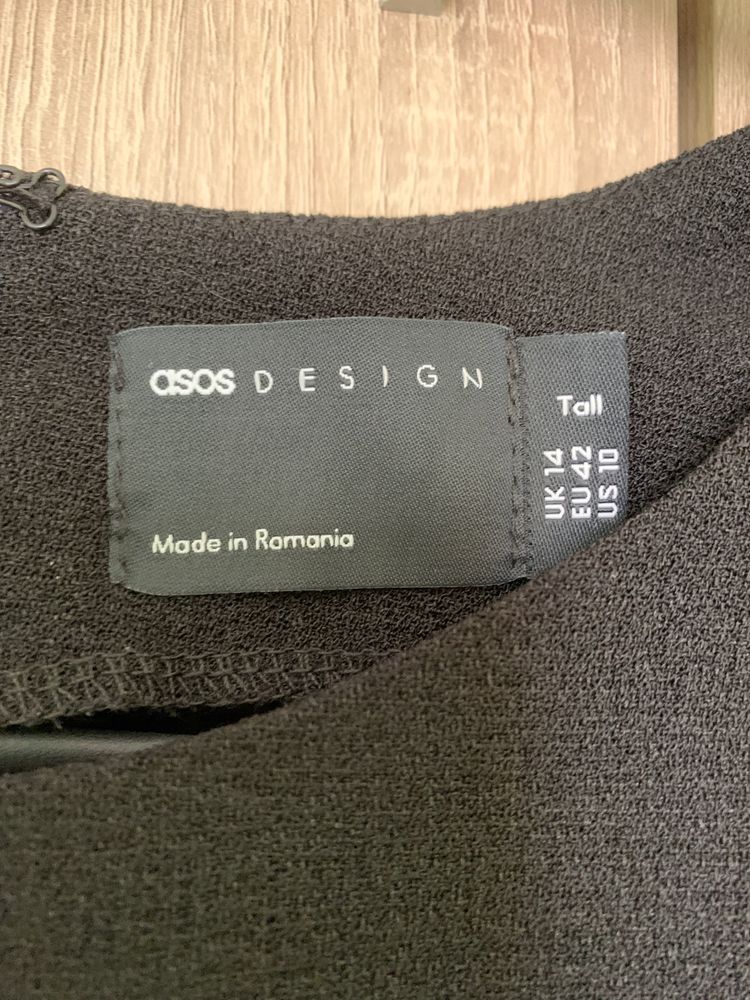 asos DESIGN
Made in Romania
Tall
UK 14
EU 42
US 10